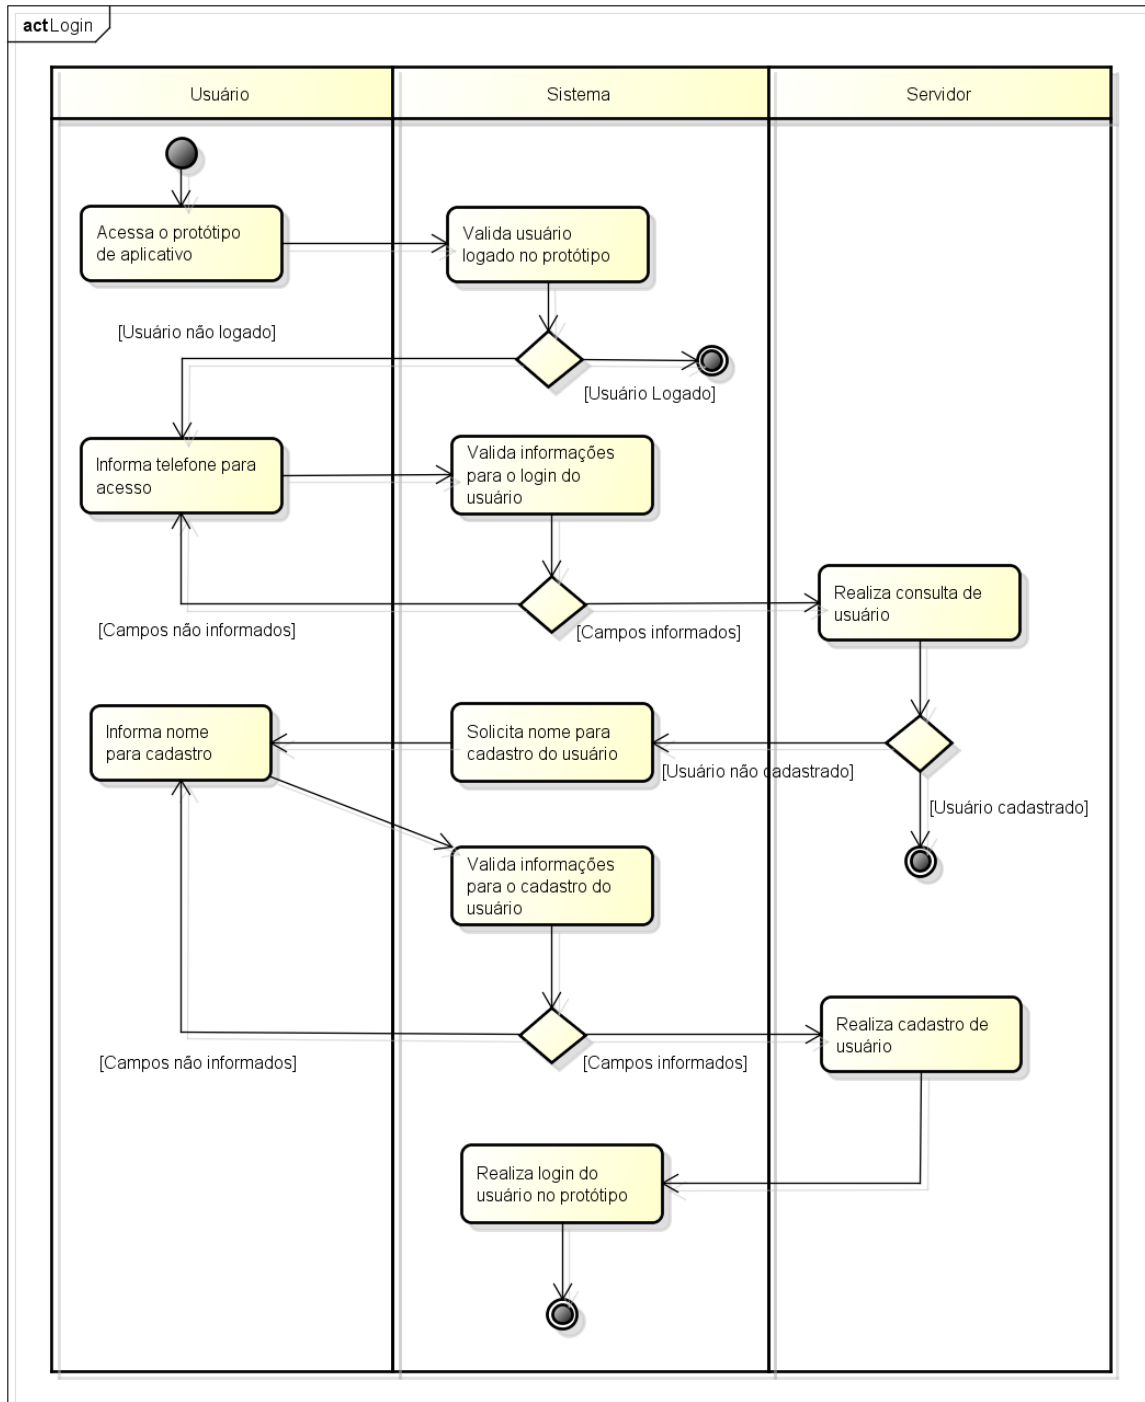 act Login
Usuário
Sistema
Servidor
Acessa o protótipo
de aplicativo
Valida usuário
logado no protótipo
[Usuário não logado]
[Usuário Logado]
Informa telefone para
acesso
Valida informações
para o login do
usuário
[Campos não informados]
[Campos informados]
Realiza consulta de
usuário
Informa nome
para cadastro
Solicita nome para
cadastro do usuário
[Usuário não cadastrado]
[Usuário cadastrado]
Valida informações
para o cadastro do
usuário
[Campos não informados]
[Campos informados]
Realiza cadastro de
usuário
Realiza login do
usuário no protótipo